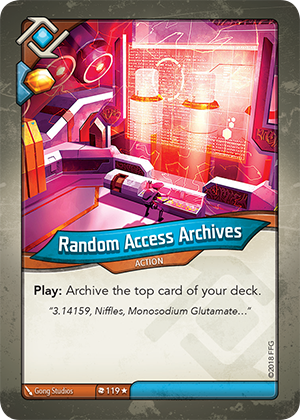 Random Access Archives
ACTION
Play: Archive the top card of your deck.
“3.14159, Niffles, Monosodium Glutamate…”
Gong Studios
119
©2018 FFG